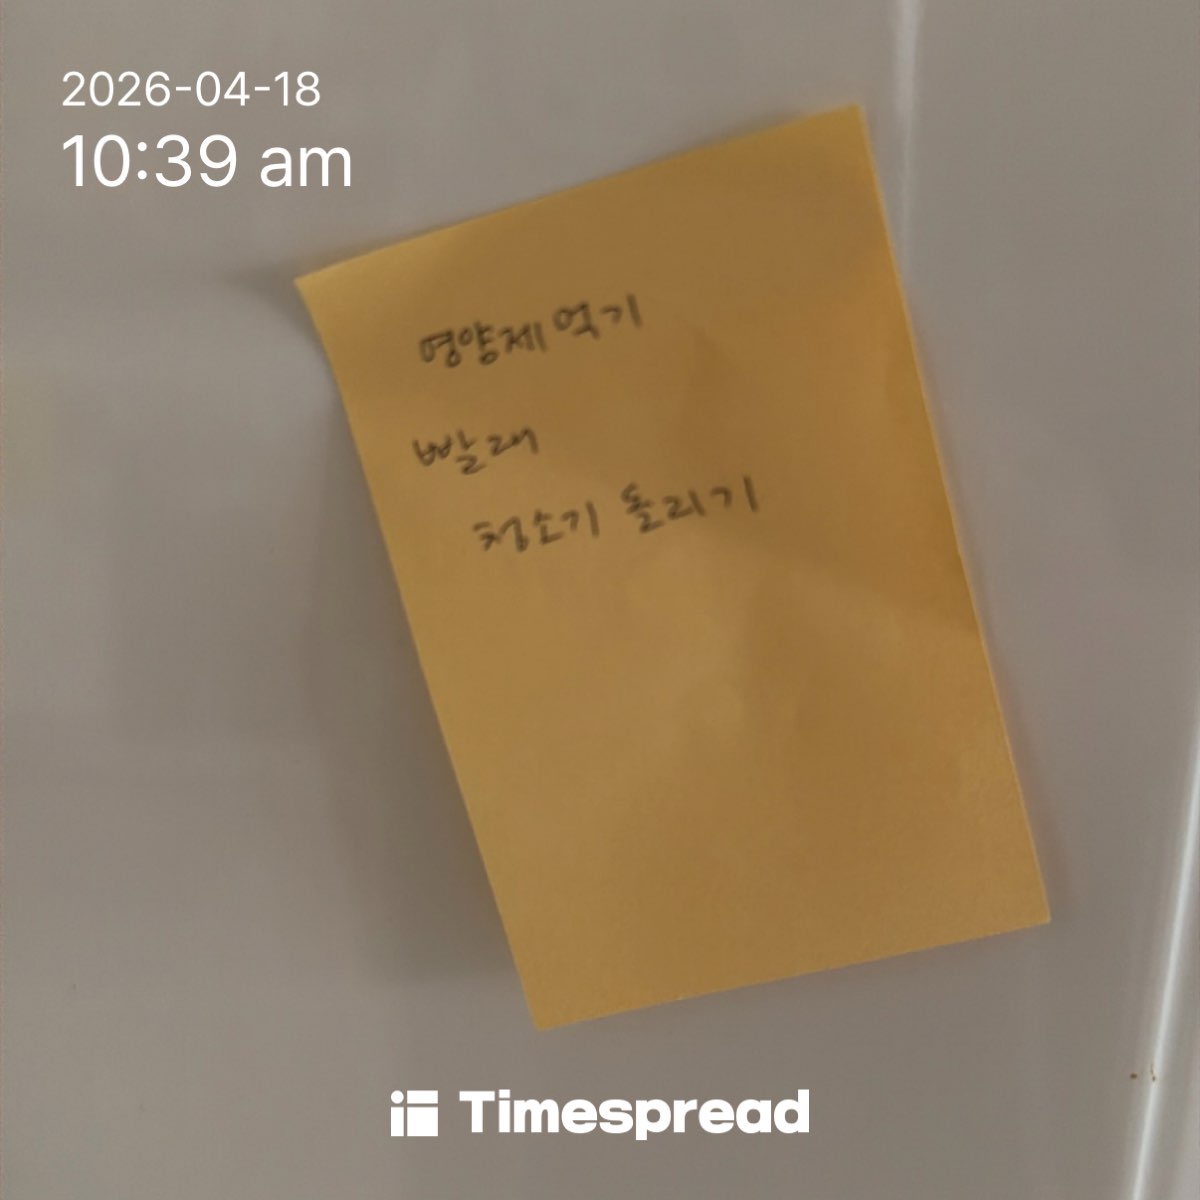 2026-04-18
10:39 am
영양제 먹기
빨래
청소기 돌리기
Timespread